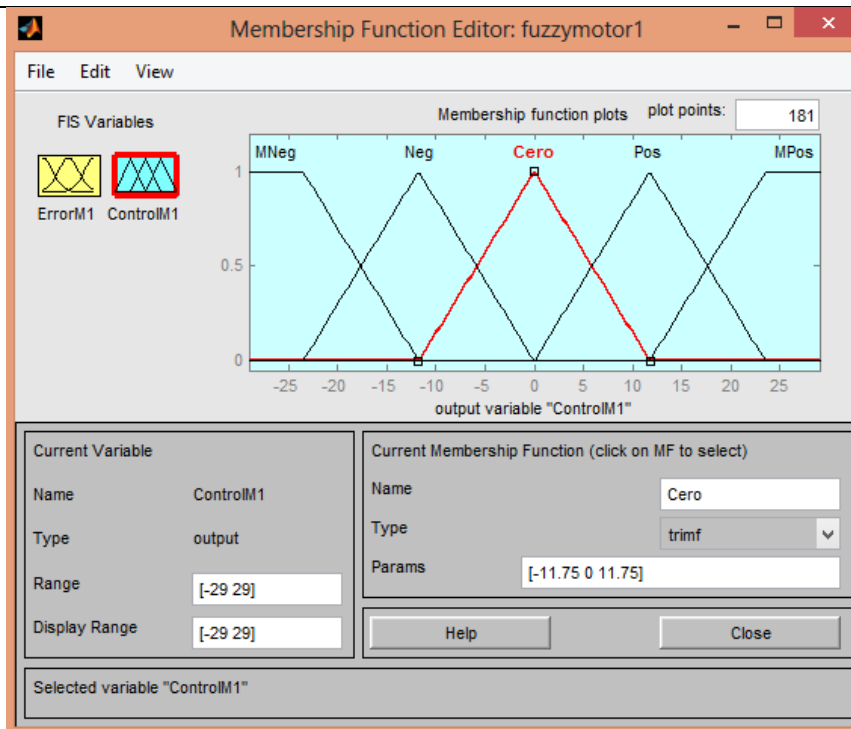 Membership Function Editor: fuzzymotor1
File Edit View
FIS Variables
ErrorM1 ControlM1
Membership function plots plot points: 181
MNeg Neg Cero Pos MPos
1
0.5
0
-25 -20 -15 -10 -5 0 5 10 15 20 25
output variable "ControlM1"
Current Variable
Name ControlM1
Type output
Range [-29 29]
Display Range [-29 29]
Current Membership Function (click on MF to select)
Name Cero
Type trimf
Params [-11.75 0 11.75]
Help Close
Selected variable "ControlM1"